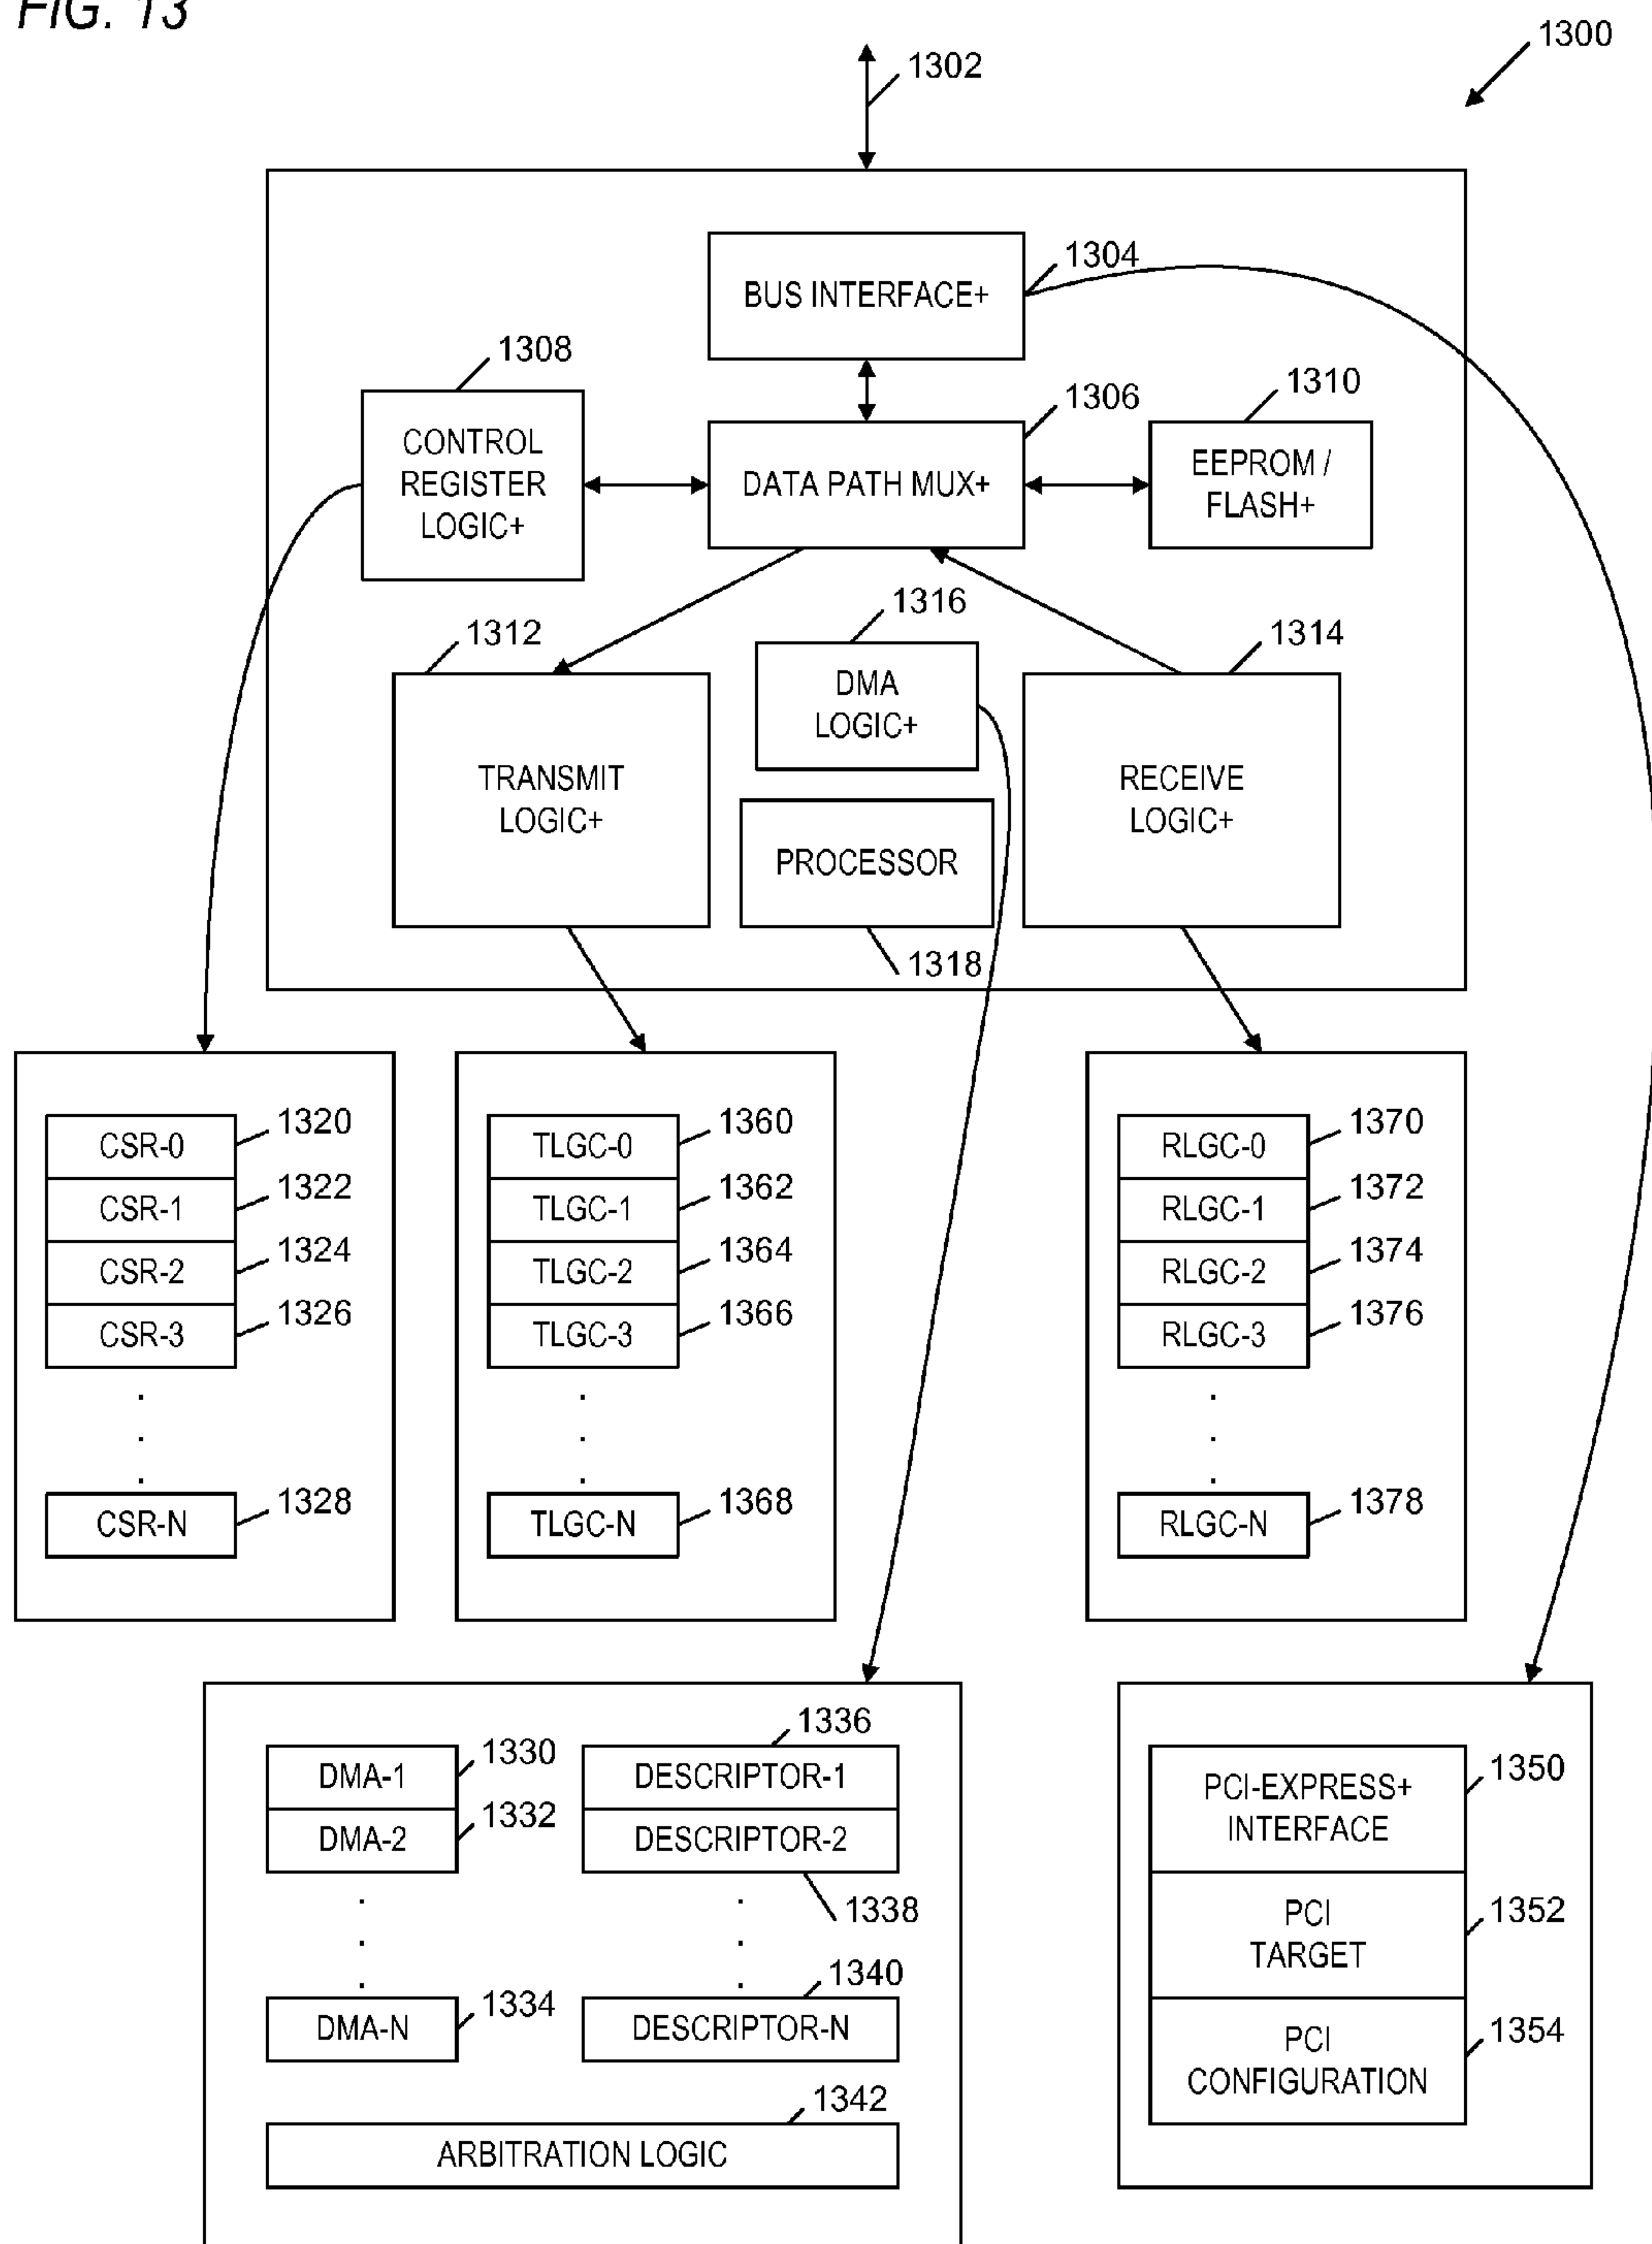 FIG. 13
1300
1302
1304
BUS INTERFACE+
1308
1306
1310
CONTROL
REGISTER
LOGIC+
DATA PATH MUX+
EEPROM /
FLASH+
1312
1316
1314
TRANSMIT
LOGIC+
DMA
LOGIC+
RECEIVE
LOGIC+
PROCESSOR
1318
CSR-0
1320
CSR-1
1322
CSR-2
1324
CSR-3
1326
.
.
.
CSR-N
1328
TLGC-0
1360
TLGC-1
1362
TLGC-2
1364
TLGC-3
1366
.
.
.
TLGC-N
1368
RLGC-0
1370
RLGC-1
1372
RLGC-2
1374
RLGC-3
1376
.
.
.
RLGC-N
1378
DMA-1
1330
DMA-2
1332
.
.
.
DMA-N
1334
1336
DESCRIPTOR-1
DESCRIPTOR-2
1338
.
.
.
1340
DESCRIPTOR-N
1342
ARBITRATION LOGIC
PCI-EXPRESS+
INTERFACE
1350
PCI
TARGET
1352
PCI
CONFIGURATION
1354